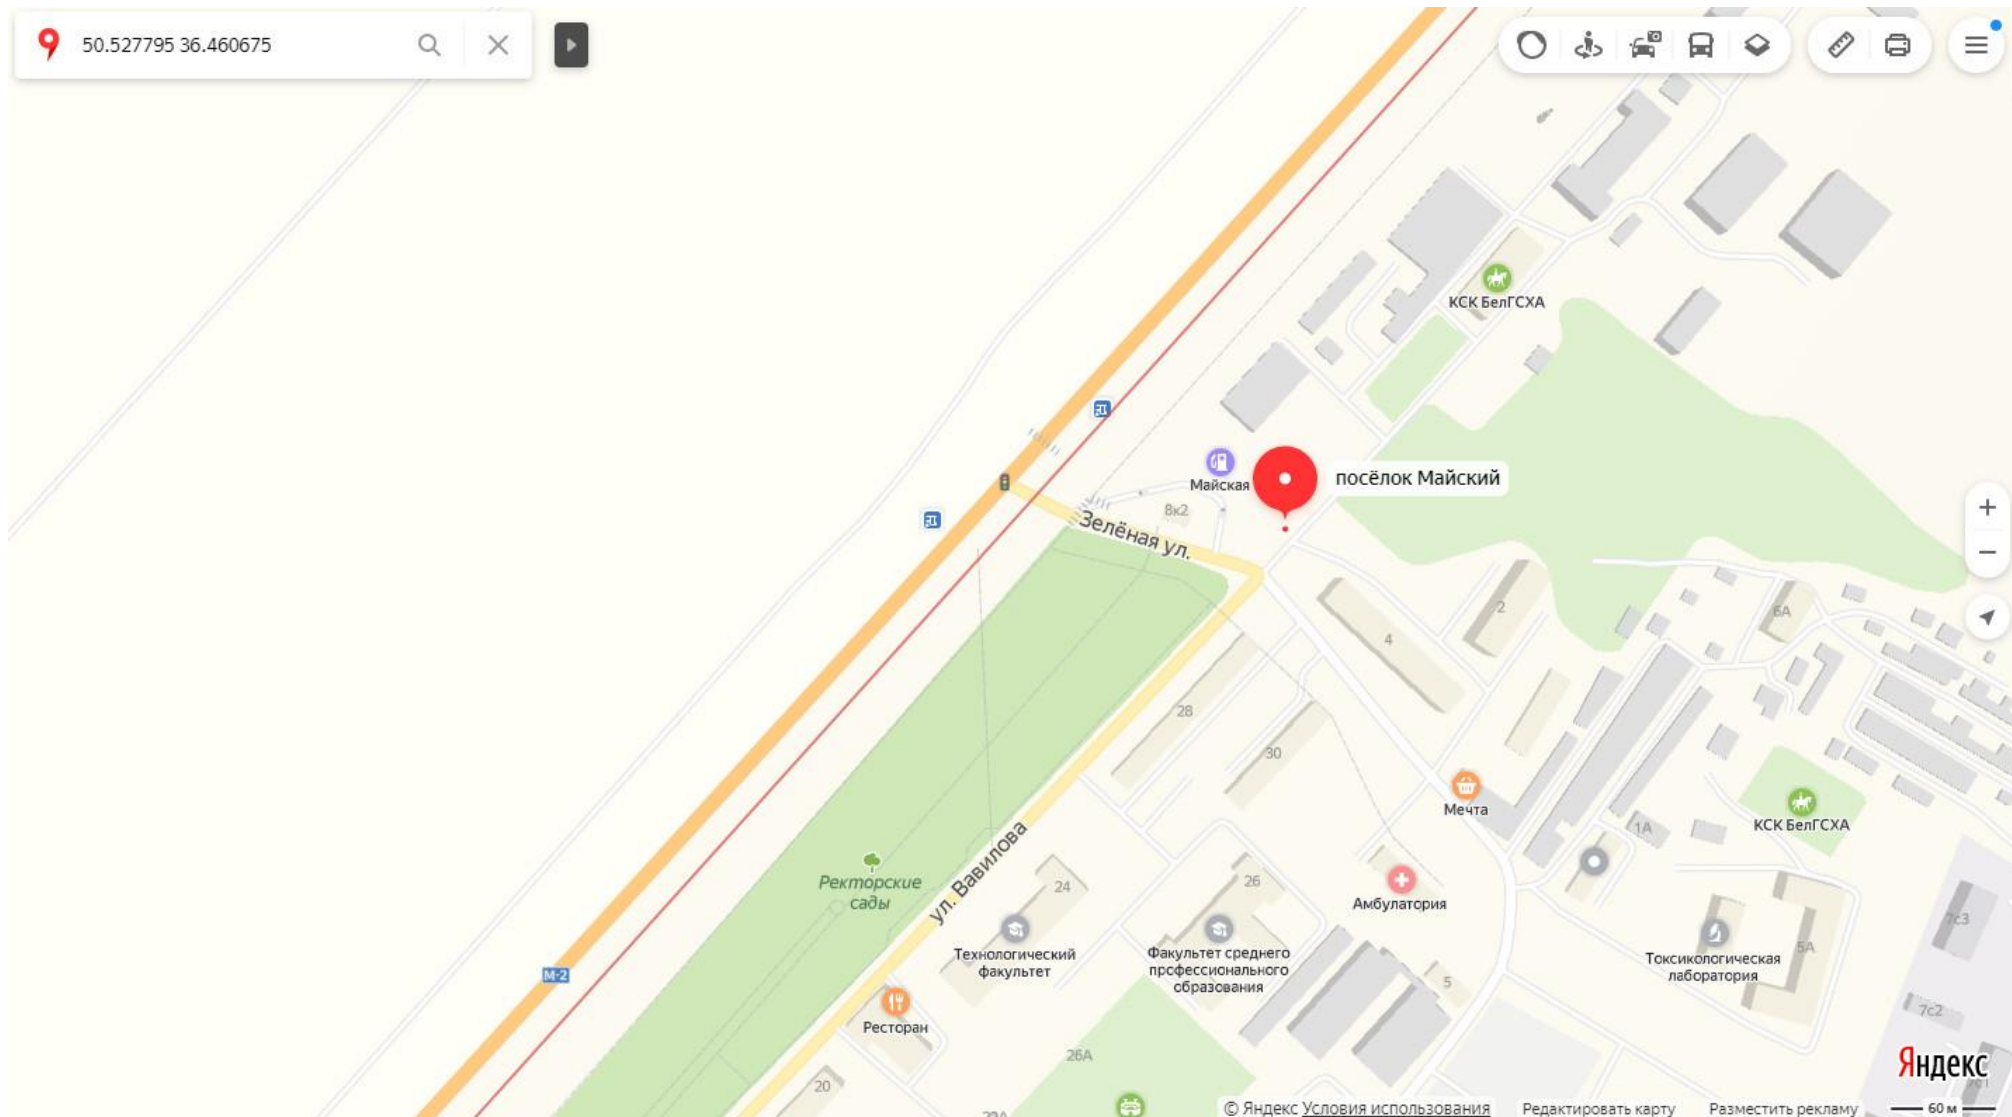 50.527795 36.460675
КСК БелГСХА
посёлок Майский
Майская
8к2
Зелёная ул.
2
4
6А
28
30
Мечта
1А
КСК БелГСХА
Ректорские
сады
ул. Вавилова
24
26
Амбулатория
Технологический
факультет
Факультет среднего
профессионального
образования
Токсикологическая
лаборатория
5А
7с3
М-2
5
Ресторан
7с2
26А
20
Яндекс
© Яндекс Условия использования
Редактировать карту
Разместить рекламу
60 м